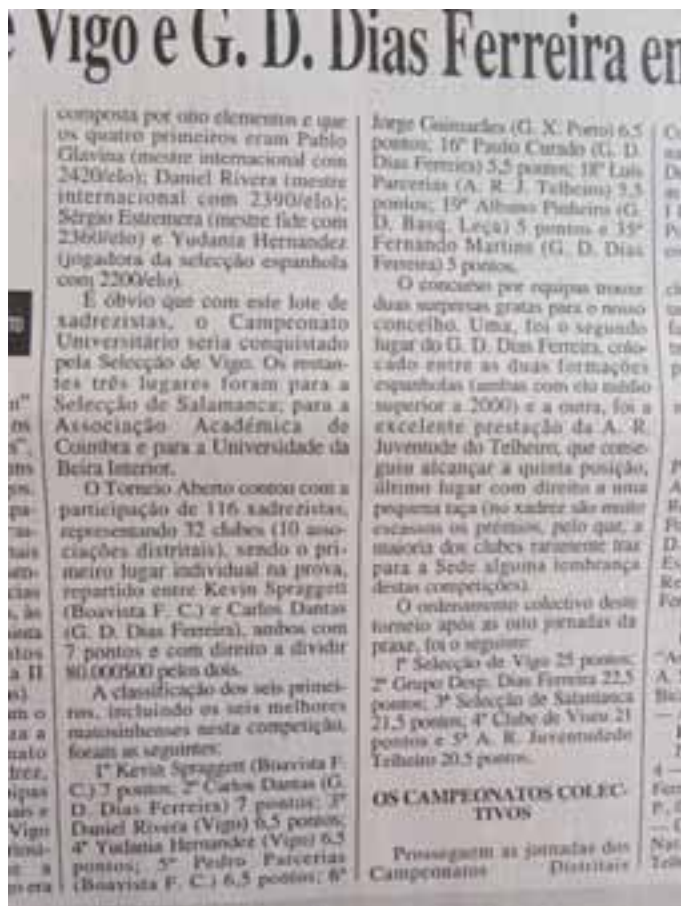 Vigo e G. D. Dias Ferreira em
composta por oito elementos e que
os quatro primeiros eram Pablo
Glavina (mestre internacional com
2420/elo); Daniel Rivera (mestre
internacional com 2390/elo);
Sérgio Estremera (mestre fide com
2360/elo) e Yudania Hernandez
(jogadora da selecção espanhola
com 2200/elo).
É óbvio que com este lote de
xadrezistas, o Campeonato
Universitário seria conquistado
pela Selecção de Vigo. Os restan-
tes três lugares foram para a
Selecção de Salamanca; para a
Associação Académica de
Coimbra e para a Universidade da
Beira Interior.
O Torneio Aberto contou com a
participação de 116 xadrezistas,
representando 32 clubes (10 asso-
ciações distritais), sendo o pri-
meiro lugar individual na prova,
repartido entre Kevin Spraggett
(Boavista F. C.) e Carlos Dantas
(G. D. Dias Ferreira), ambos com
7 pontos e com direito a dividir
80.000$00 pelos dois.
A classificação dos seis primei-
ros, incluindo os seis melhores
matosinhenses nesta competição,
foram as seguintes:
1º Kevin Spraggett (Boavista F.
C.) 7 pontos; 2º Carlos Dantas (G.
D. Dias Ferreira) 7 pontos; 3º
Daniel Rivera (Vigo) 6,5 pontos;
4º Yudania Hernandez (Vigo) 6,5
pontos; 5º Pedro Parcerias
(Boavista F. C.) 6,5 pontos; 6º
Jorge Guimarães (G. X. Porto) 6,5
pontos; 16º Paulo Curado (G. D.
Dias Ferreira) 5,5 pontos; 18º Luís
Parcerias (A. R. J. Telheiro) 5,5
pontos; 19º Albano Pinheiro (G.
D. Basq. Leça) 5 pontos e 35º
Fernando Martins (G. D. Dias
Ferreira) 5 pontos.
O concurso por equipas trouxe
duas surpresas gratas para o nosso
concelho. Uma, foi o segundo
lugar do G. D. Dias Ferreira, colo-
cado entre as duas formações
espanholas (ambas com elo médio
superior a 2000) e a outra, foi a
excelente prestação da A. R.
Juventude do Telheiro, que conse-
guiu alcançar a quinta posição,
último lugar com direito a uma
pequena taça (no xadrez são muito
escassos os prémios, pelo que, a
maioria dos clubes raramente traz
para a Sede alguma lembrança
destas competições).
O ordenamento colectivo deste
torneio após as oito jornadas da
praxe, foi o seguinte:
1º Selecção de Vigo 25 pontos;
2º Grupo Desp. Dias Ferreira 22,5
pontos; 3º Selecção de Salamanca
21,5 pontos; 4º Clube de Viseu 21
pontos e 5º A. R. Juventudedo
Telheiro 20,5 pontos.
OS CAMPEONATOS COLEC-
TIVOS
Prosseguem as jornadas dos
Campeonatos Distritais